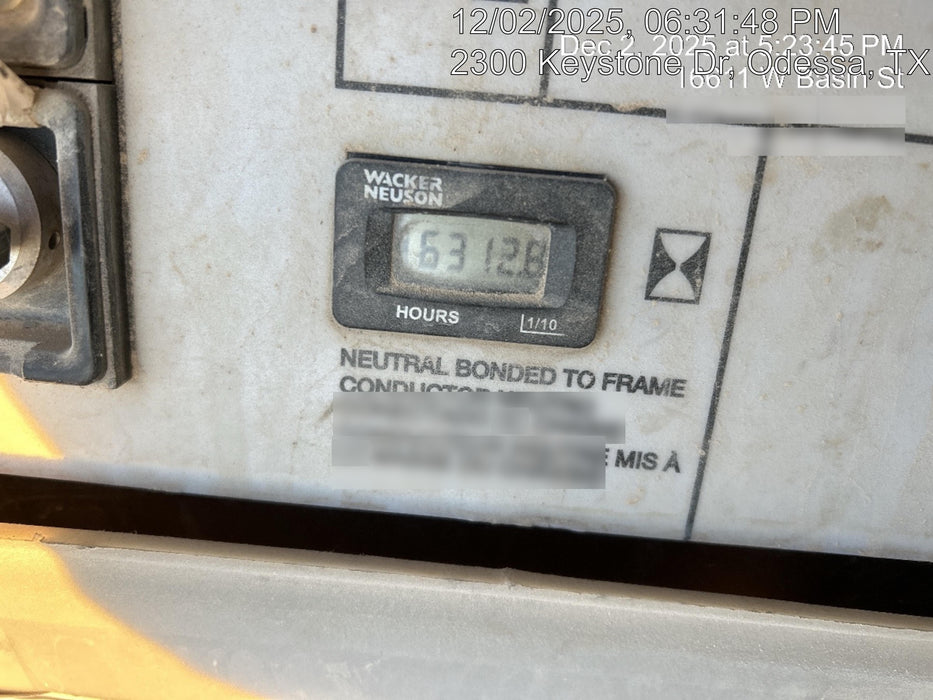 12/02/2025, 06:31:48 PM
Dec 2, 2025 at 5:23:45 PM
2300 Keystone Dr, Odessa, TX
16611 W Basin St
WACKER
NEUSON
6312.8
HOURS
1/10
NEUTRAL BONDED TO FRAME
CONDUCTOR
MIS À